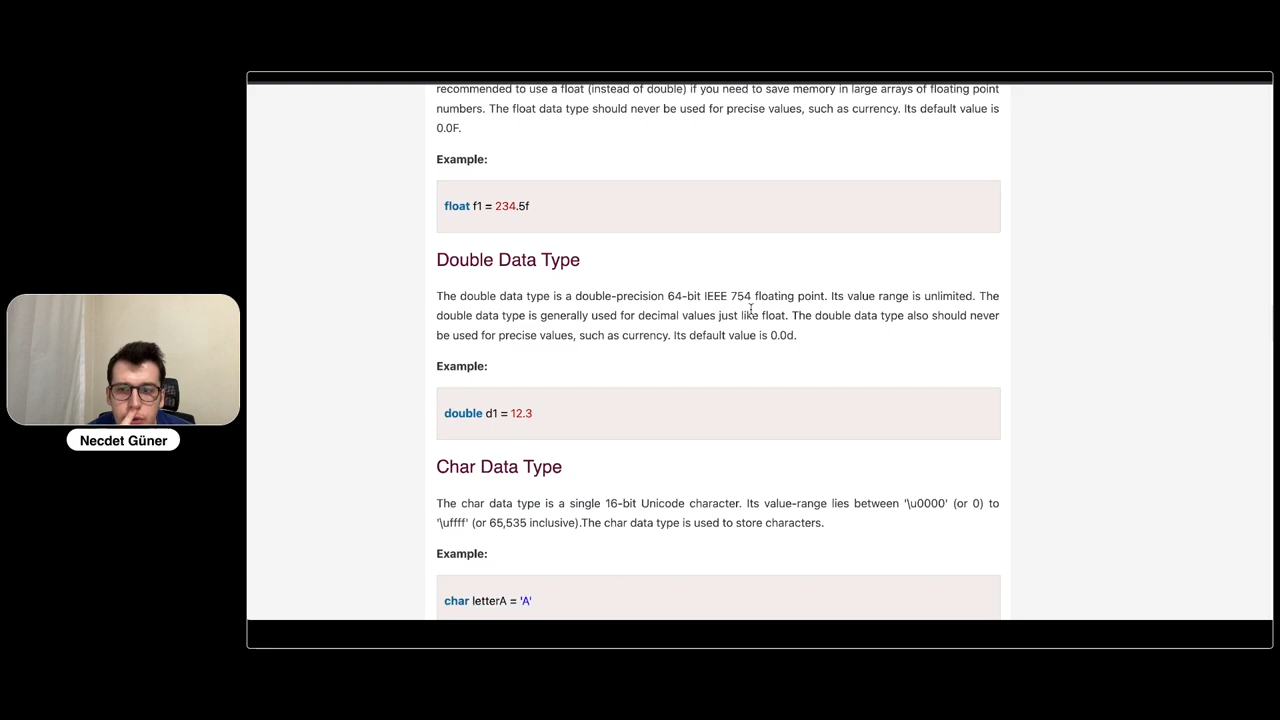 recommended to use a float (instead of double) if you need to save memory in large arrays of floating point
numbers. The float data type should never be used for precise values, such as currency. Its default value is
0.0F.
Example:
float f1 = 234.5f
Double Data Type
The double data type is a double-precision 64-bit IEEE 754 floating point. Its value range is unlimited. The
double data type is generally used for decimal values just like float. The double data type also should never
be used for precise values, such as currency. Its default value is 0.0d.
Example:
double d1 = 12.3
Char Data Type
The char data type is a single 16-bit Unicode character. Its value-range lies between '\u0000' (or 0) to
'\uffff' (or 65,535 inclusive).The char data type is used to store characters.
Example:
char letterA = 'A'
Necdet Güner